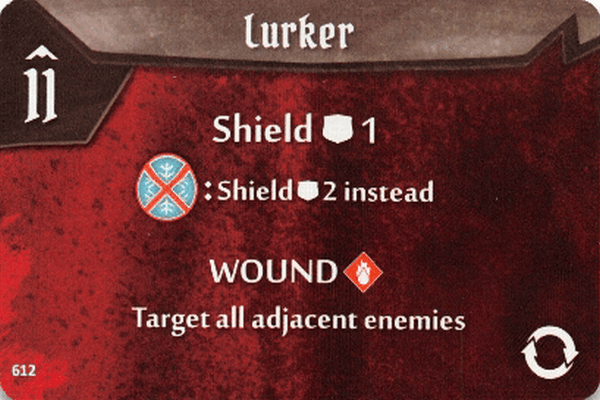 Lurker
11
Shield 1
: Shield 2 instead
WOUND
Target all adjacent enemies
612